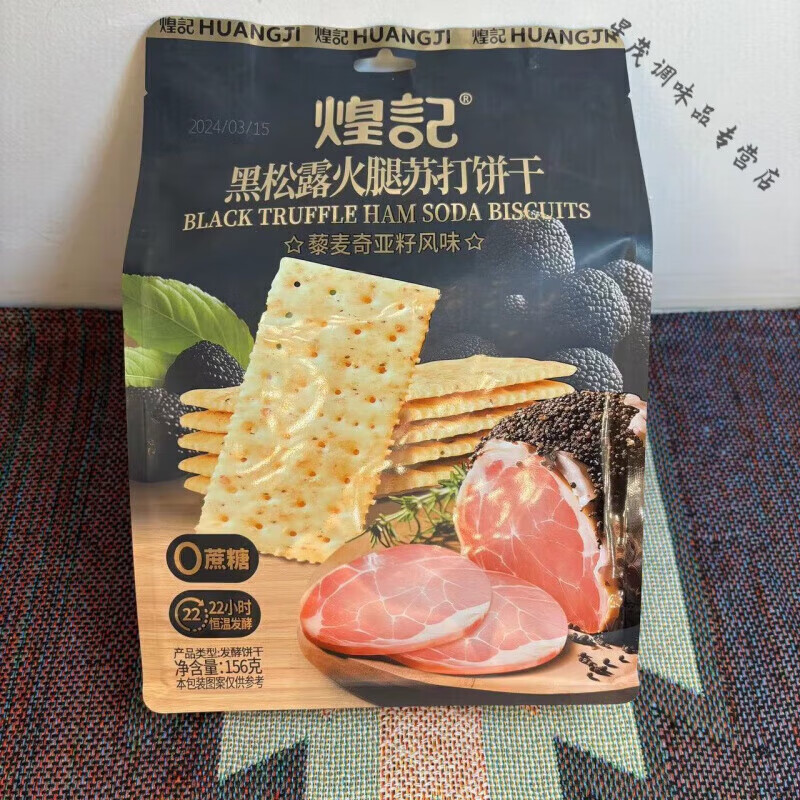 煌記 HUANGJI 煌記 HUANGJI 煌記 HUANGJI
星茂调味品专营店
2024/03/15
煌記®
黑松露火腿苏打饼干
BLACK TRUFFLE HAM SODA BISCUITS
☆藜麦奇亚籽风味☆
0蔗糖
22 22小时
恒温发酵
产品类型:发酵饼干
净含量:156克
本包装图案仅供参考